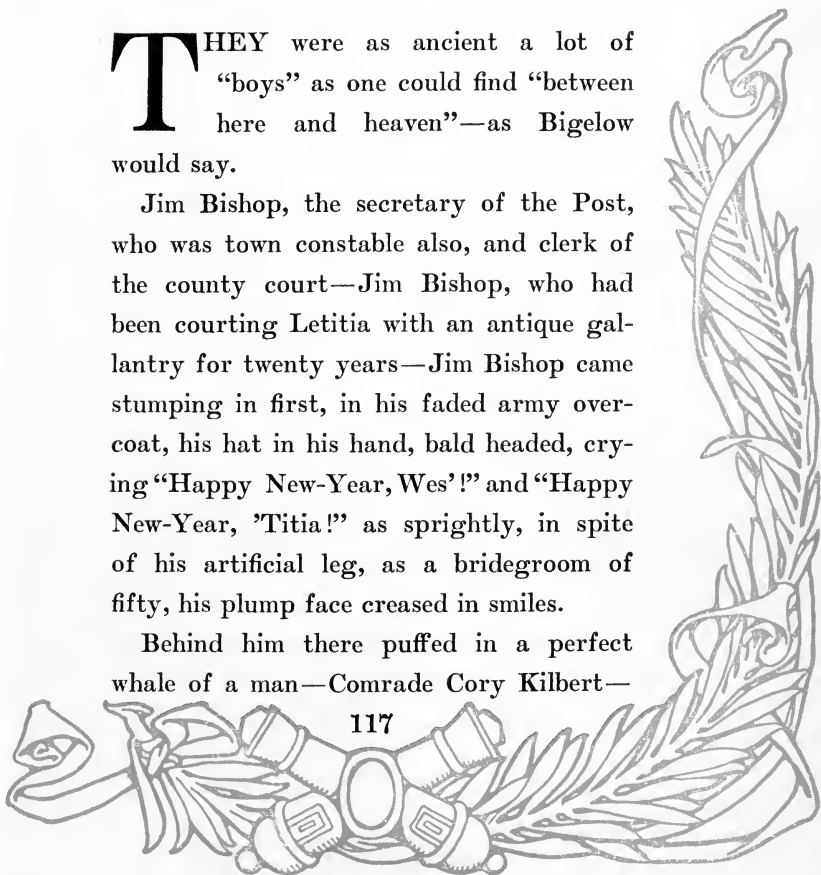 THEY were as ancient a lot of
“boys” as one could find “between
here and heaven”—as Bigelow
would say.
Jim Bishop, the secretary of the Post,
who was town constable also, and clerk of
the county court—Jim Bishop, who had
been courting Letitia with an antique gal-
lantry for twenty years—Jim Bishop came
stumping in first, in his faded army over-
coat, his hat in his hand, bald headed, cry-
ing “Happy New-Year, Wes’!” and “Happy
New-Year, ’Titia!” as sprightly, in spite
of his artificial leg, as a bridegroom of
fifty, his plump face creased in smiles.
Behind him there puffed in a perfect
whale of a man—Comrade Cory Kilbert—
117